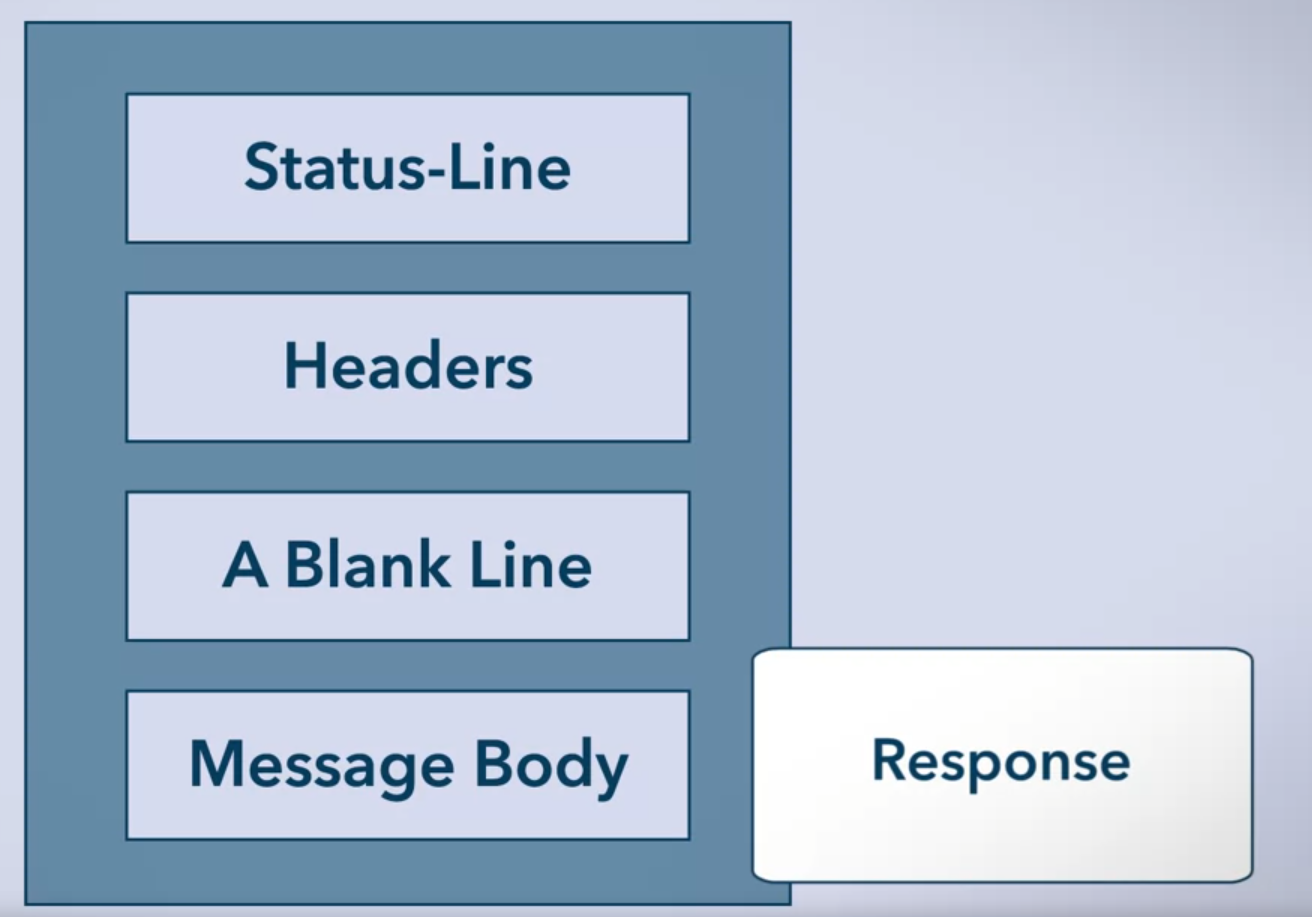 Status-Line
Headers
A Blank Line
Message Body
Response